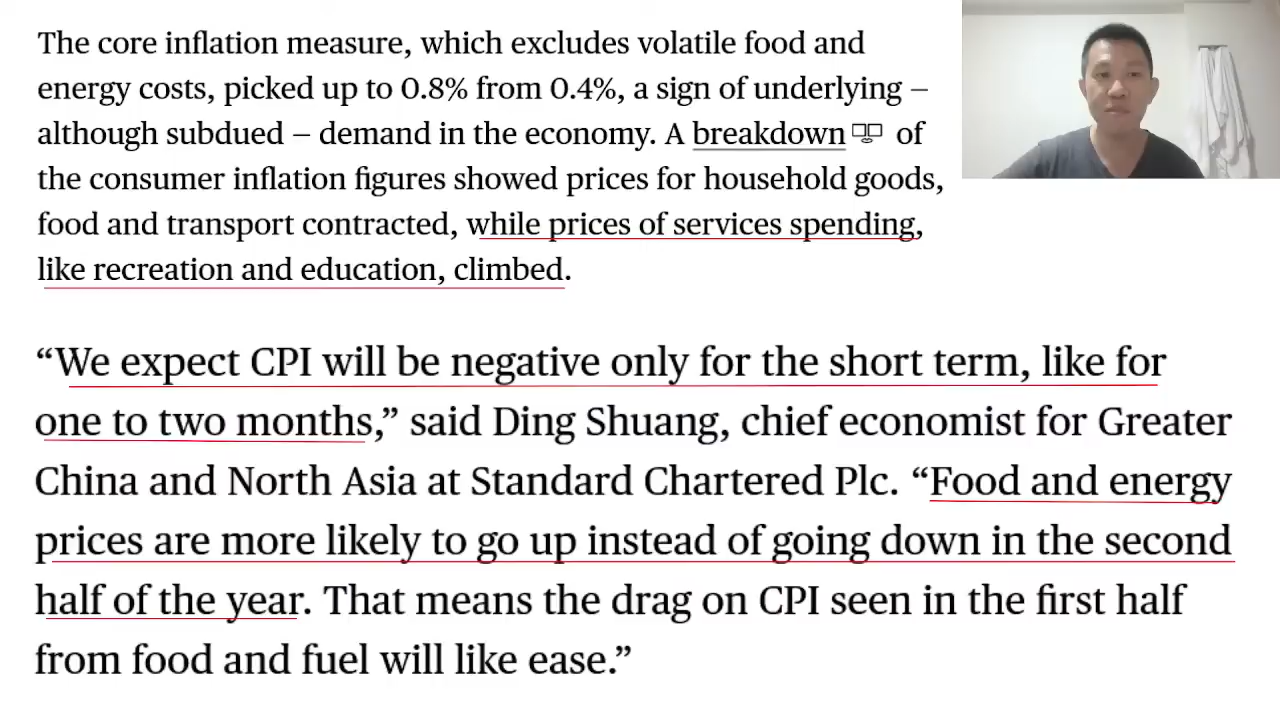 The core inflation measure, which excludes volatile food and
energy costs, picked up to 0.8% from 0.4%, a sign of underlying –
although subdued – demand in the economy. A breakdown of
the consumer inflation figures showed prices for household goods,
food and transport contracted, while prices of services spending,
like recreation and education, climbed.
“We expect CPI will be negative only for the short term, like for
one to two months,” said Ding Shuang, chief economist for Greater
China and North Asia at Standard Chartered Plc. “Food and energy
prices are more likely to go up instead of going down in the second
half of the year. That means the drag on CPI seen in the first half
from food and fuel will like ease.”